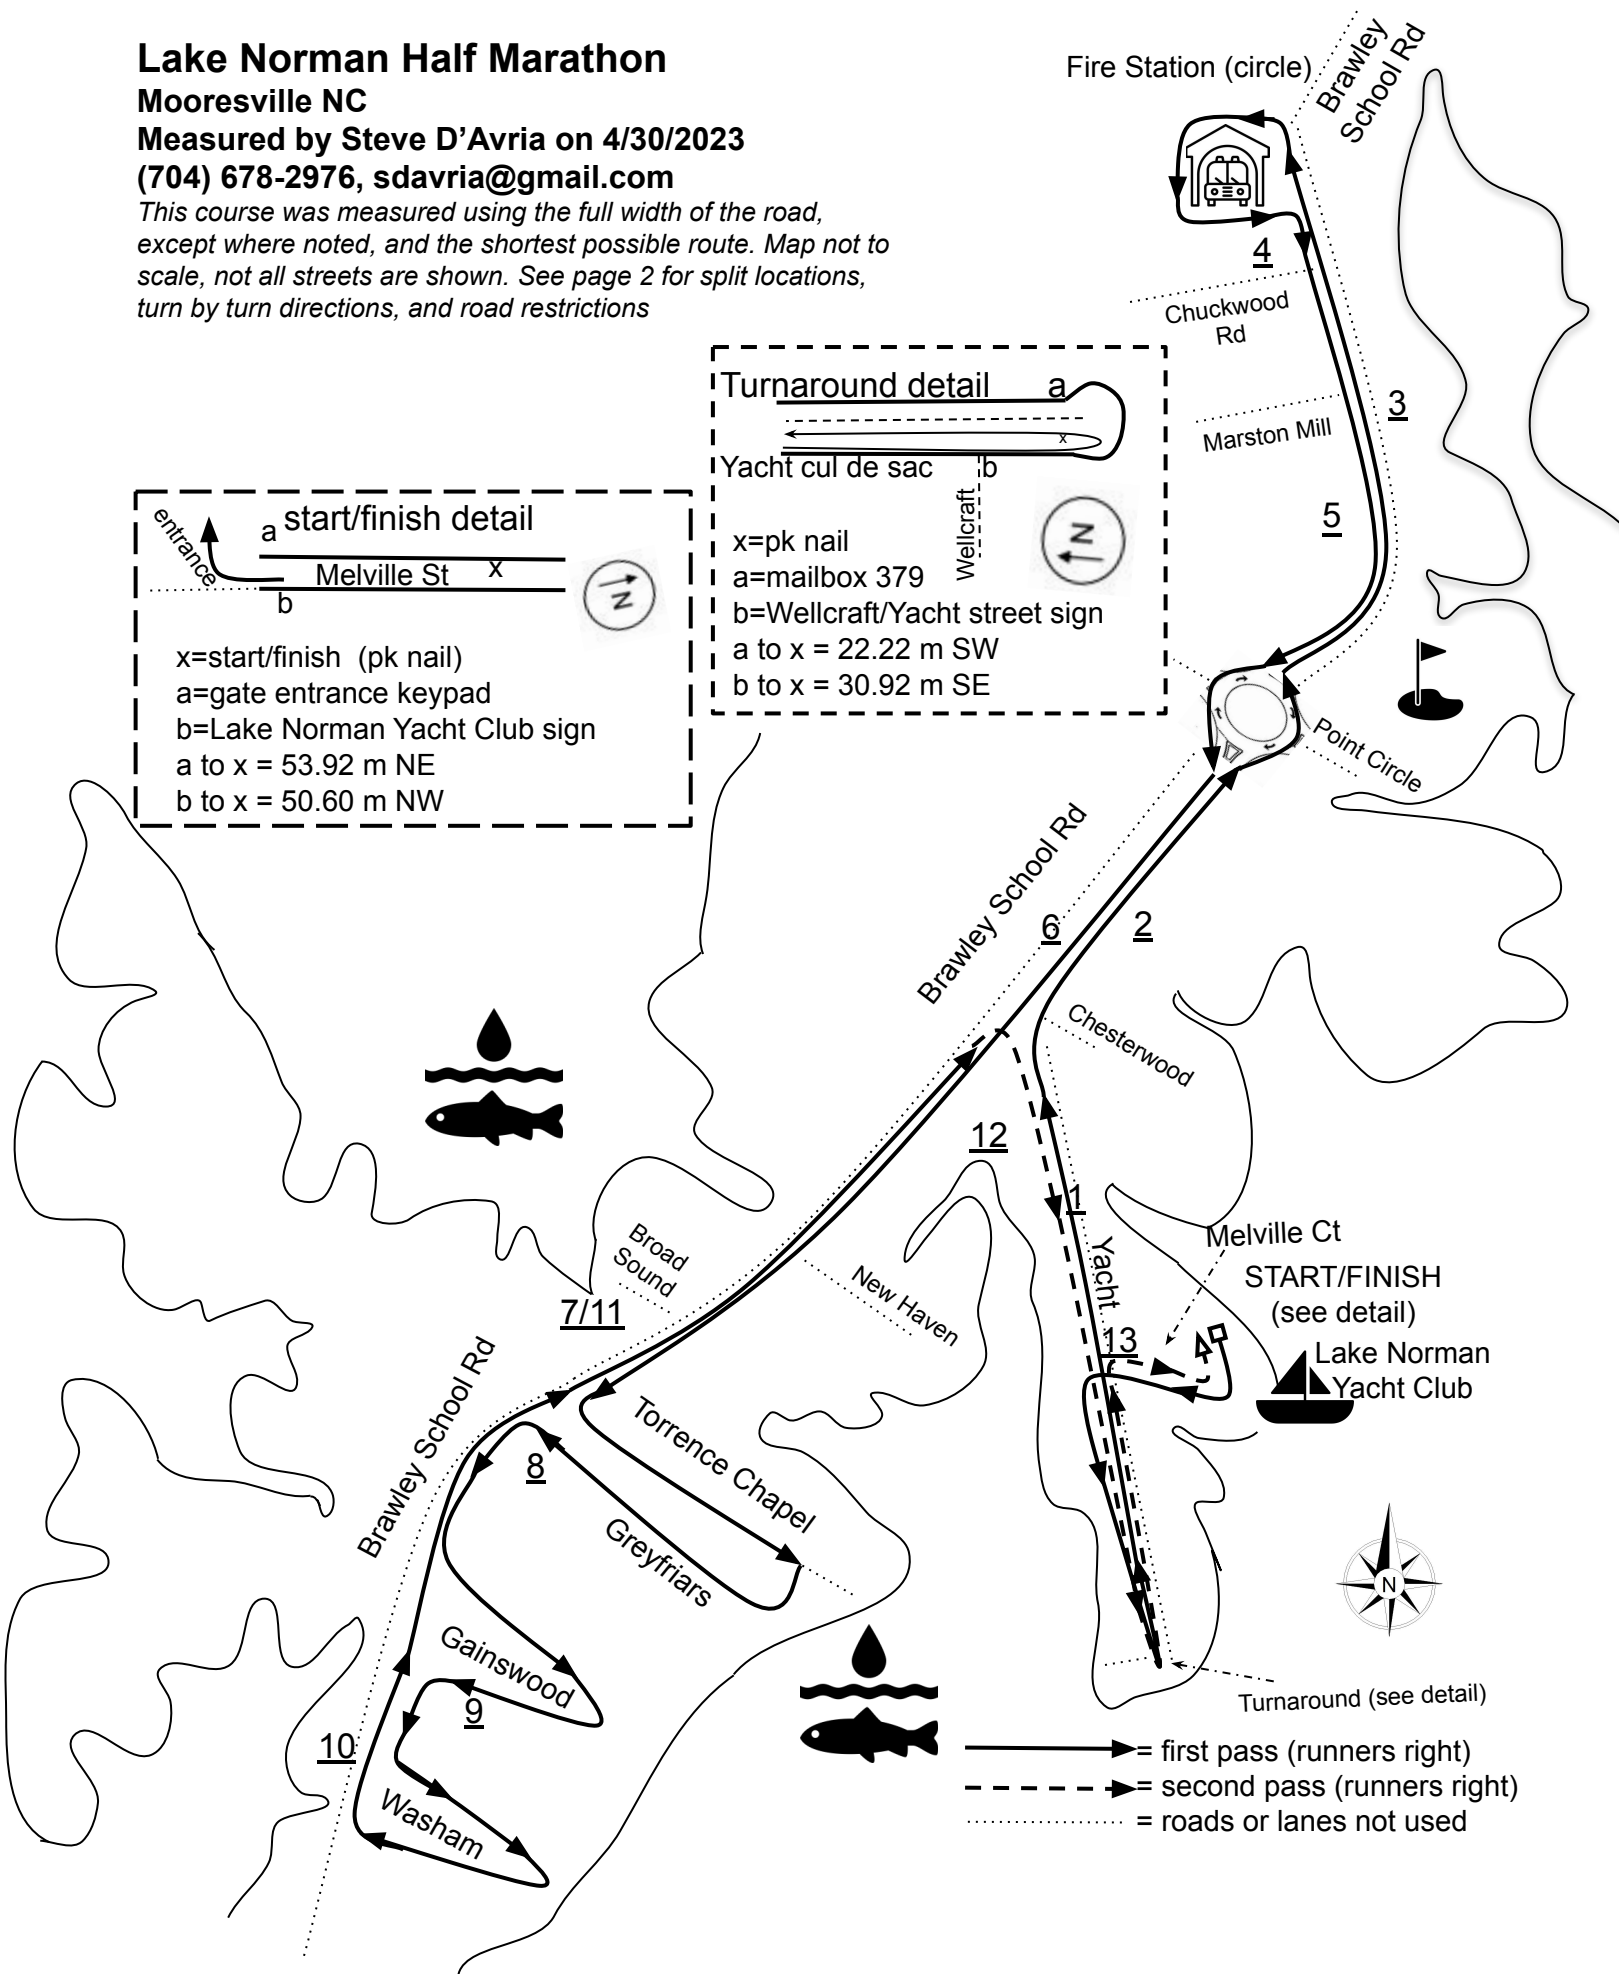 Lake Norman Half Marathon
Mooresville NC
Measured by Steve D’Avria on 4/30/2023
(704) 678-2976, sdavria@gmail.com
This course was measured using the full width of the road,
except where noted, and the shortest possible route. Map not to
scale, not all streets are shown. See page 2 for split locations,
turn by turn directions, and road restrictions
Fire Station (circle)
Brawley
School Rd
4
Chuckwood
Rd
3
Marston Mill
5
Turnaround detail
a
x
Yacht cul de sac
b
Wellcraft
N
x=pk nail
a=mailbox 379
b=Wellcraft/Yacht street sign
a to x = 22.22 m SW
b to x = 30.92 m SE
start/finish detail
entrance
a
Melville St
x
b
N
x=start/finish (pk nail)
a=gate entrance keypad
b=Lake Norman Yacht Club sign
a to x = 53.92 m NE
b to x = 50.60 m NW
Point Circle
Brawley School Rd
6
2
Chesterwood
12
1
Yacht
Melville Ct
START/FINISH
(see detail)
13
Lake Norman
Yacht Club
Broad
Sound
7/11
New Haven
Brawley School Rd
8
Torrence Chapel
Greyfriars
N
Gainswood
9
10
Washam
Turnaround (see detail)
= first pass (runners right)
= second pass (runners right)
= roads or lanes not used